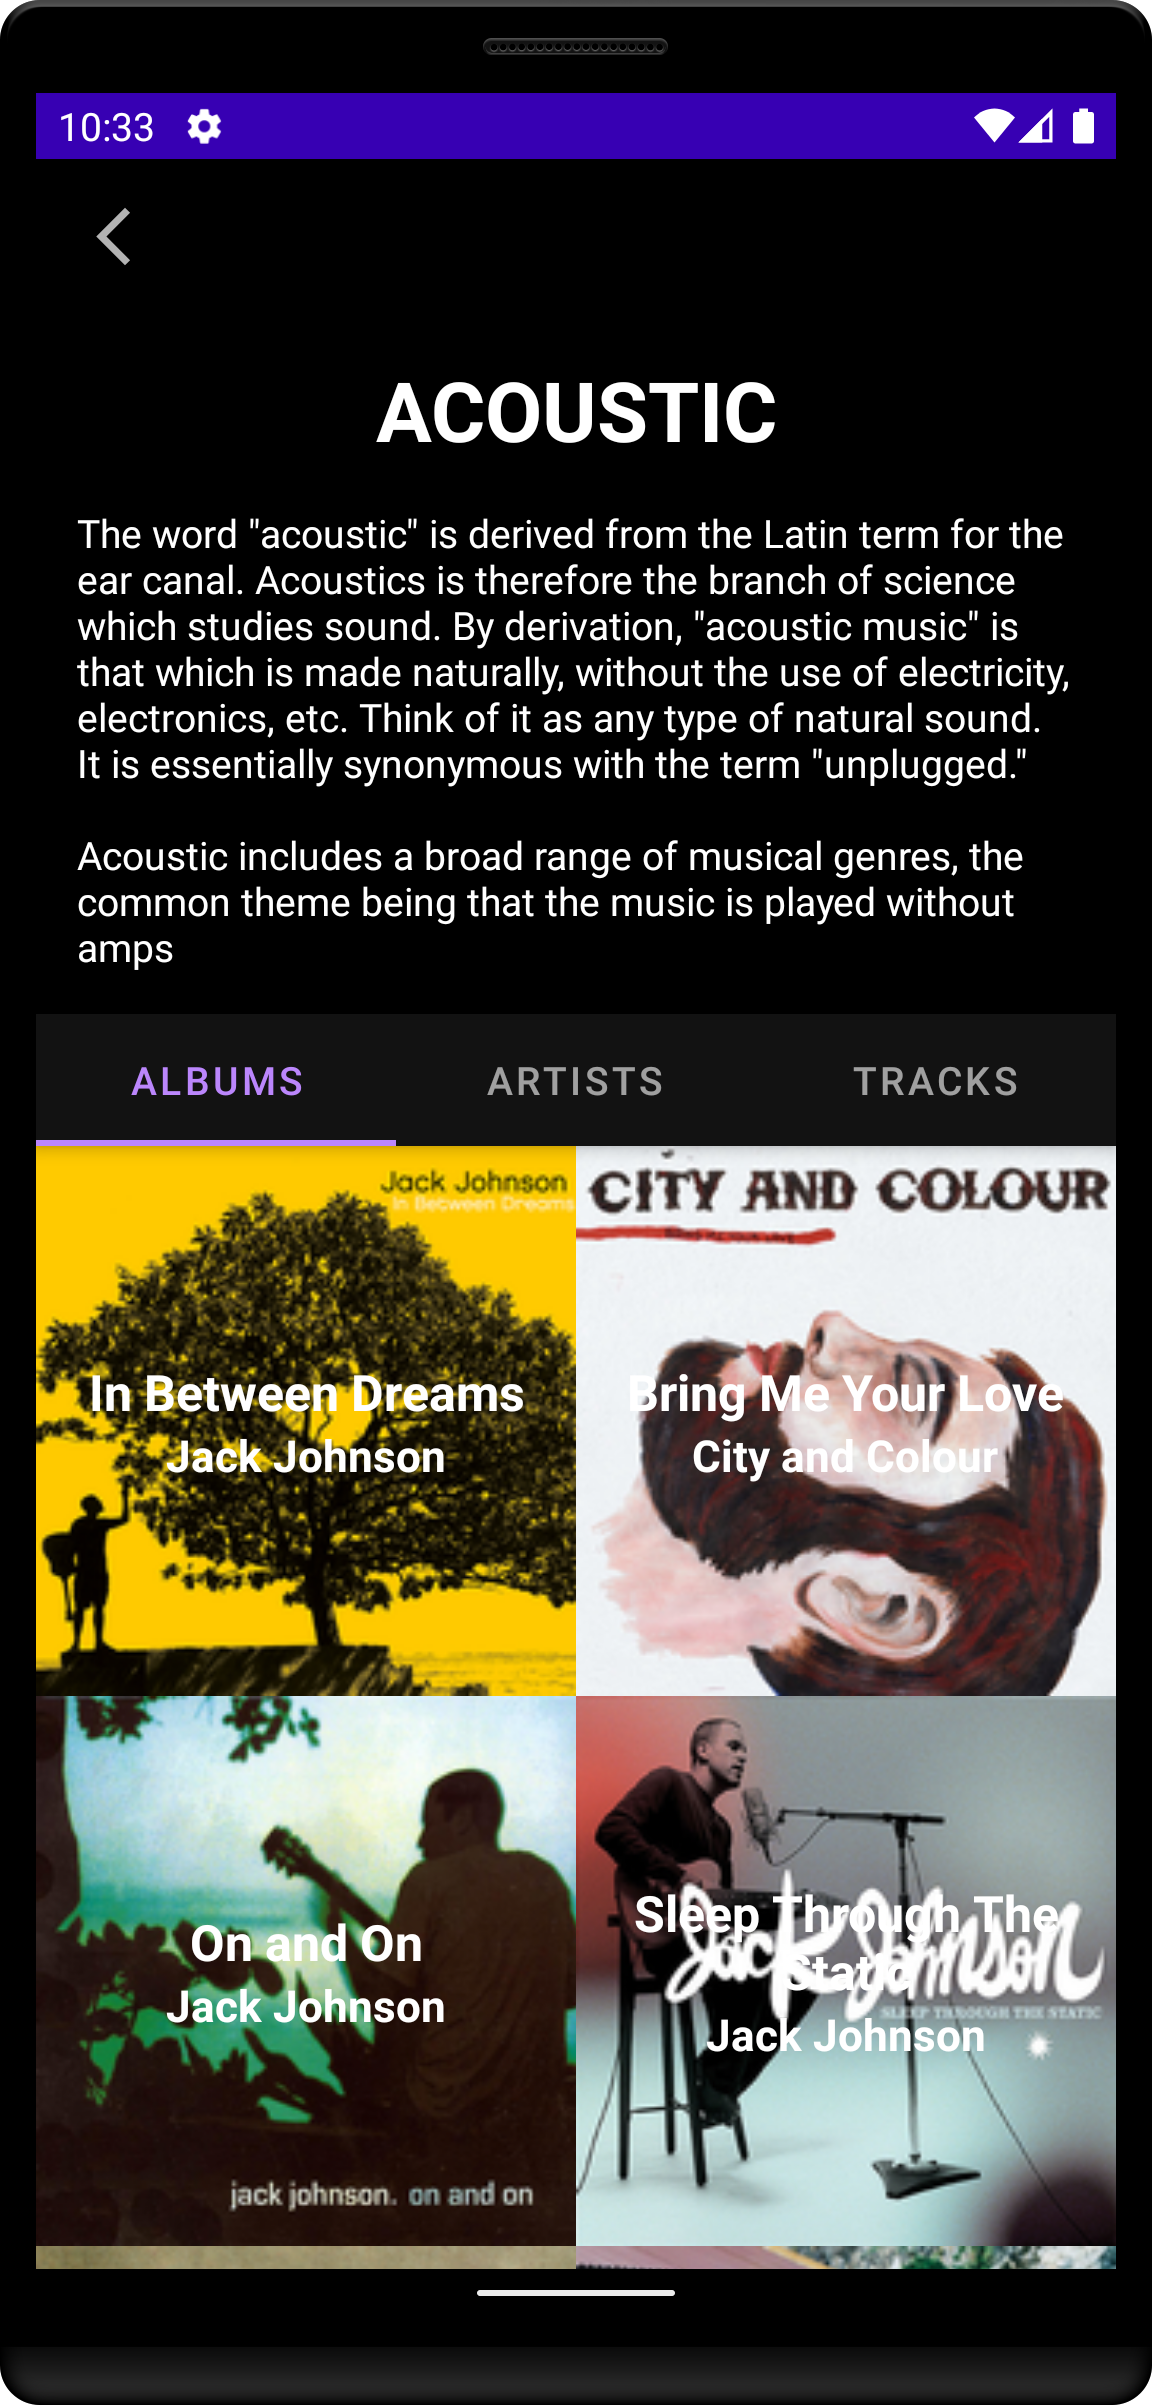 10:33
ACOUSTIC
The word "acoustic" is derived from the Latin term for the
ear canal. Acoustics is therefore the branch of science
which studies sound. By derivation, "acoustic music" is
that which is made naturally, without the use of electricity,
electronics, etc. Think of it as any type of natural sound.
It is essentially synonymous with the term "unplugged."
Acoustic includes a broad range of musical genres, the
common theme being that the music is played without
amps
ALBUMS
ARTISTS
TRACKS
Jack Johnson
In Between Dreams
In Between Dreams
Jack Johnson
CITY AND COLOUR
Bring Me Your Love
City and Colour
On and On
Jack Johnson
jack johnson. on and on
Sleep Through The
Static
Jack Johnson
SLEEP THROUGH THE STATIC
Jack Johnson